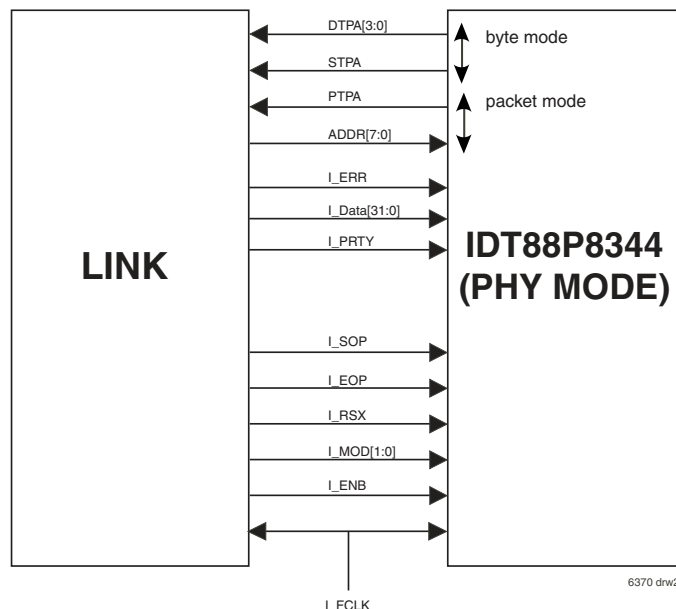 DTPA[3:0]
byte mode
STPA
PTPA
packet mode
ADDR[7:0]
I_ERR
I_Data[31:0]
I_PRTY
LINK
IDT88P8344
(PHY MODE)
I_SOP
I_EOP
I_RSX
I_MOD[1:0]
I_ENB
6370 drw2
I_FCLK